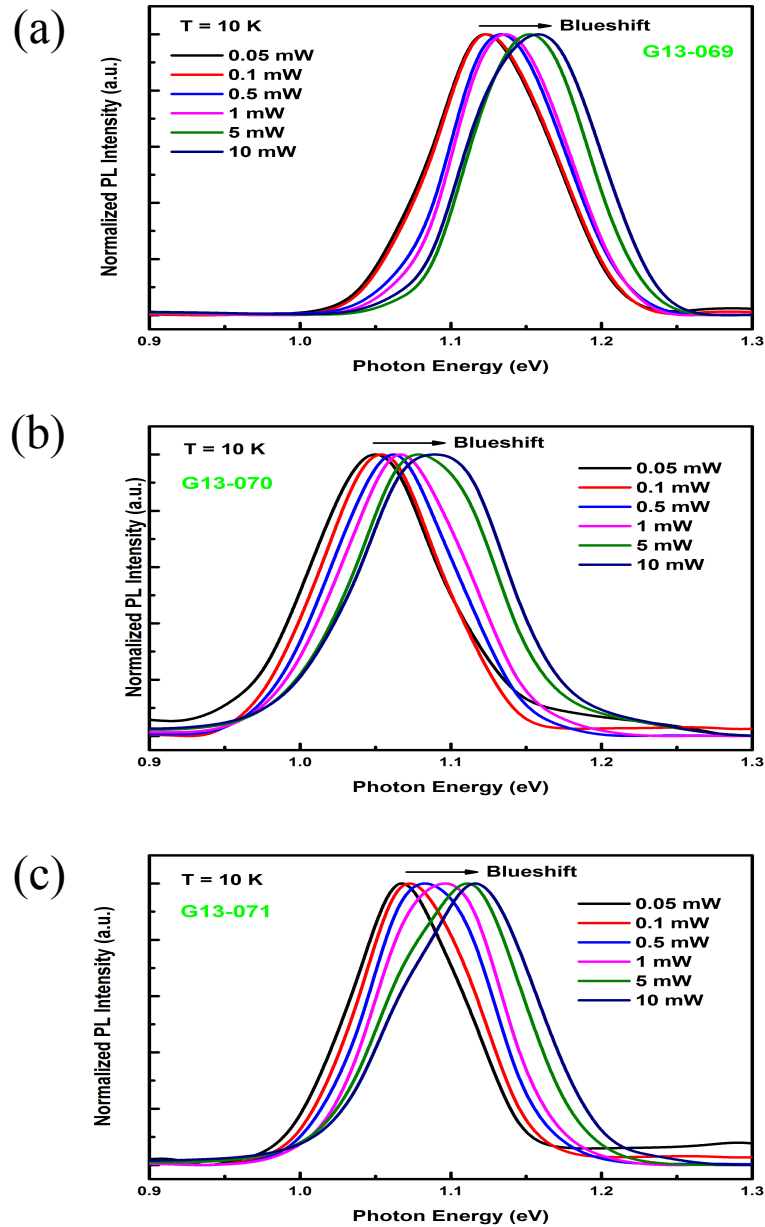 (a)
T = 10 K
Blueshift
G13-069
0.05 mW
0.1 mW
0.5 mW
1 mW
5 mW
10 mW
Normalized PL Intensity (a.u.)
0.9
1.0
1.1
1.2
1.3
Photon Energy (eV)
(b)
T = 10 K
Blueshift
G13-070
0.05 mW
0.1 mW
0.5 mW
1 mW
5 mW
10 mW
Normalized PL Intensity (a.u.)
0.9
1.0
1.1
1.2
1.3
Photon Energy (eV)
(c)
T = 10 K
Blueshift
G13-071
0.05 mW
0.1 mW
0.5 mW
1 mW
5 mW
10 mW
Normalized PL Intensity (a.u.)
0.9
1.0
1.1
1.2
1.3
Photon Energy (eV)